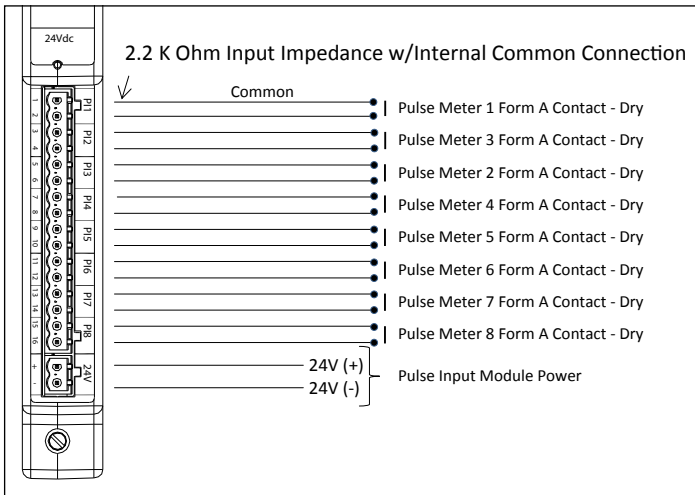 24Vdc
2.2 K Ohm Input Impedance w/Internal Common Connection
Common
1
2
PI1
Pulse Meter 1 Form A Contact - Dry
3
4
PI2
Pulse Meter 3 Form A Contact - Dry
5
6
PI3
Pulse Meter 2 Form A Contact - Dry
7
8
PI4
Pulse Meter 4 Form A Contact - Dry
9
10
PI5
Pulse Meter 5 Form A Contact - Dry
11
12
PI6
Pulse Meter 6 Form A Contact - Dry
13
14
PI7
Pulse Meter 7 Form A Contact - Dry
15
16
PI8
Pulse Meter 8 Form A Contact - Dry
+
-
24V
24V (+)
24V (-)
Pulse Input Module Power